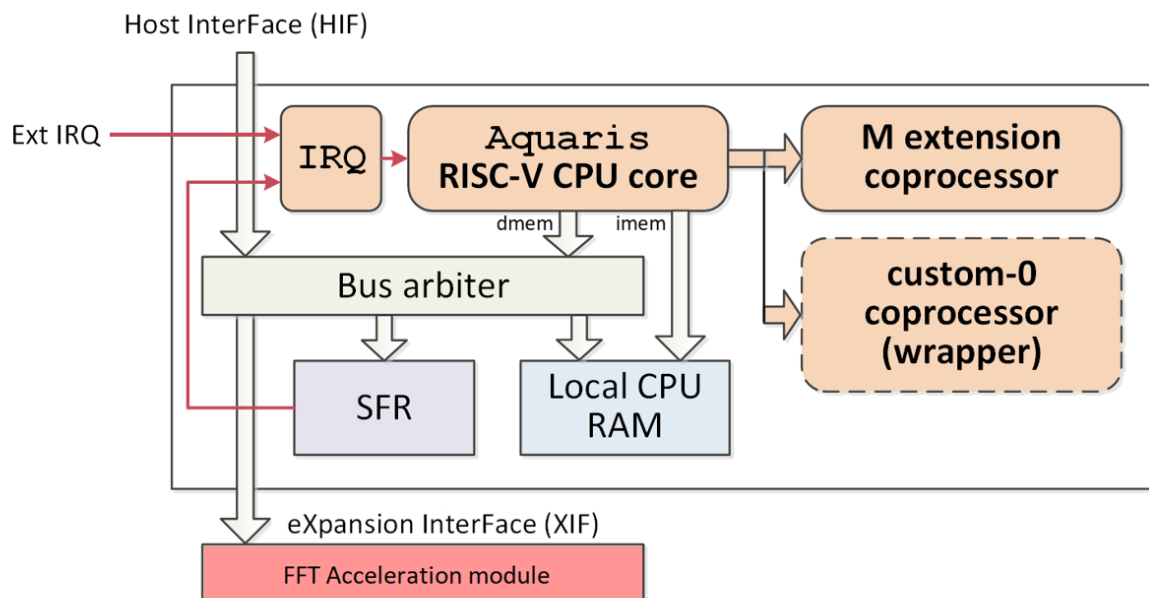 Host InterFace (HIF)
Ext IRQ
IRQ
Aquaris
RISC-V CPU core
M extension
coprocessor
dmem
imem
custom-0
coprocessor
(wrapper)
Bus arbiter
SFR
Local CPU
RAM
eXpansion InterFace (XIF)
FFT Acceleration module